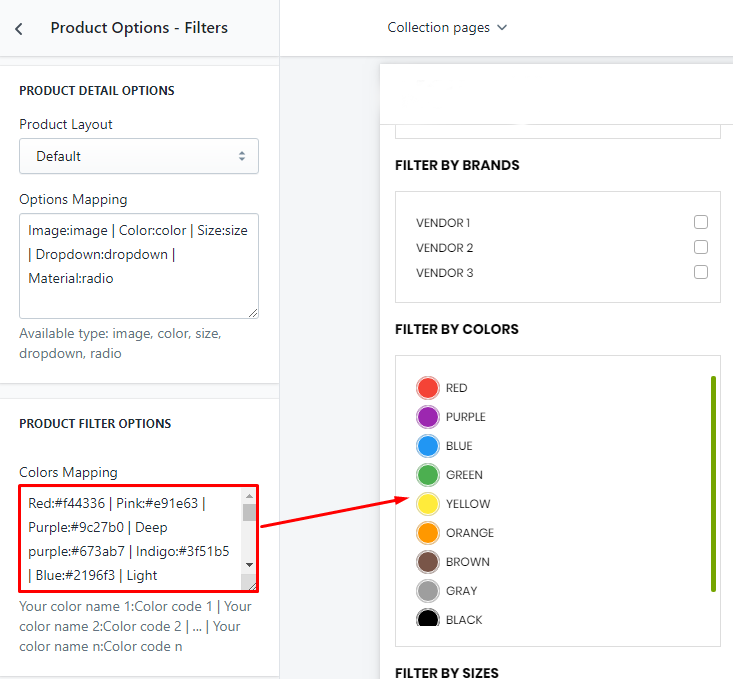 Product Options - Filters
PRODUCT DETAIL OPTIONS
Product Layout
Default
Options Mapping
Image:image | Color:color | Size:size
| Dropdown:dropdown |
Material:radio
Available type: image, color, size,
dropdown, radio
PRODUCT FILTER OPTIONS
Colors Mapping
Red:#f44336 | Pink:#e91e63 |
Purple:#9c27b0 | Deep
purple:#673ab7 | Indigo:#3f51b5
| Blue:#2196f3 | Light
Your color name 1:Color code 1 | Your
color name 2:Color code 2 | ... | Your
color name n:Color code n
Collection pages
FILTER BY BRANDS
VENDOR 1
VENDOR 2
VENDOR 3
FILTER BY COLORS
RED
PURPLE
BLUE
GREEN
YELLOW
ORANGE
BROWN
GRAY
BLACK
FILTER BY SIZES